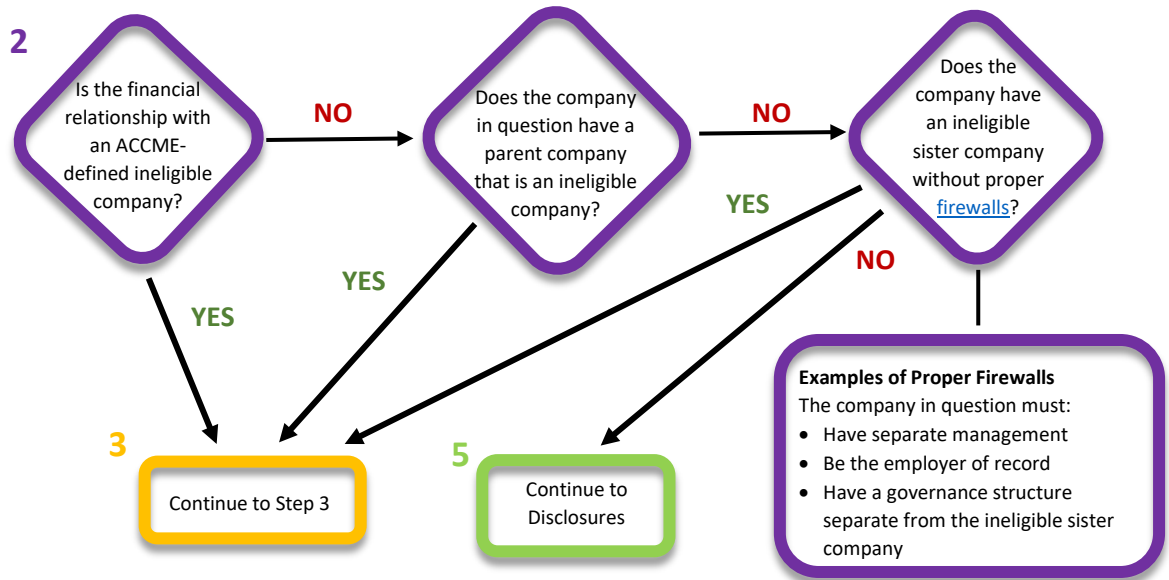 2
Is the financial
relationship with
an ACCME-
defined ineligible
company?
NO
Does the company
in question have a
parent company
that is an ineligible
company?
NO
Does the
company have
an ineligible
sister company
without proper
firewalls?
YES
YES
YES
NO
3
Continue to Step 3
5
Continue to
Disclosures
Examples of Proper Firewalls
The company in question must:
• Have separate management
• Be the employer of record
• Have a governance structure
separate from the ineligible sister
company